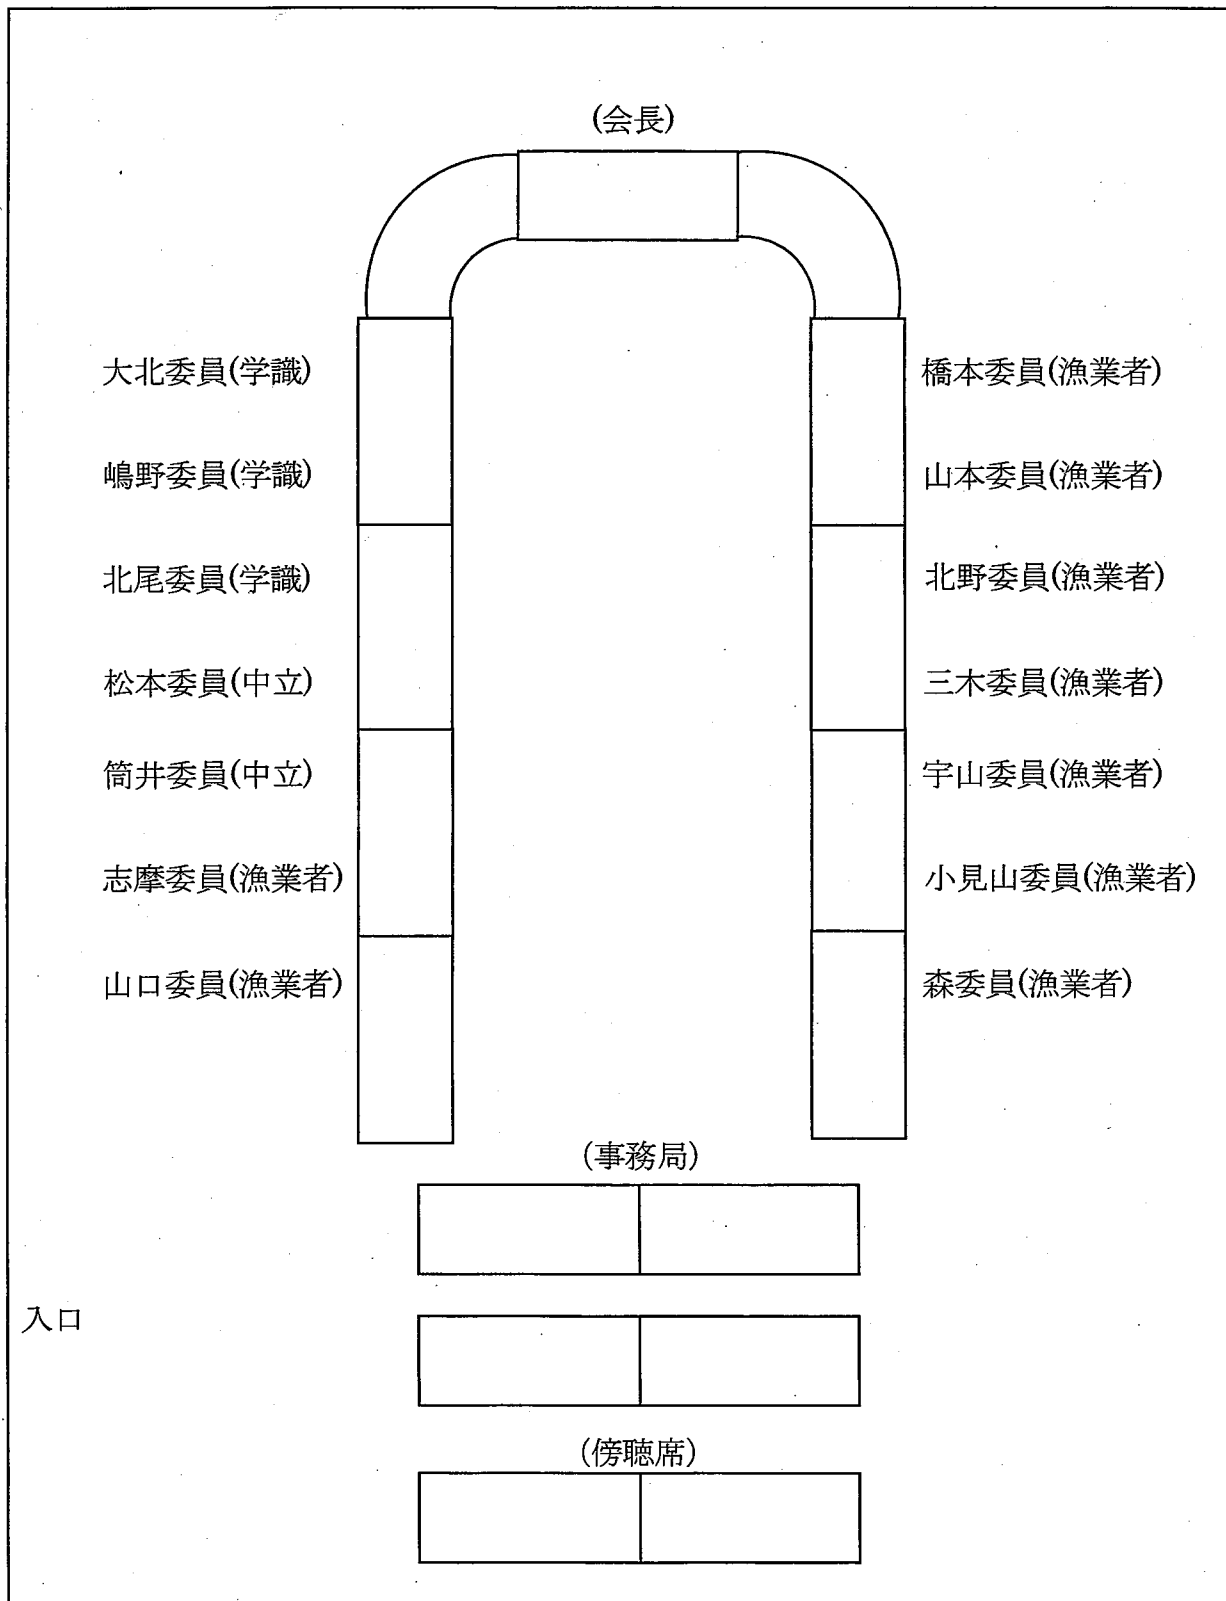 (会長)
大北委員(学識)
嶋野委員(学識)
北尾委員(学識)
松本委員(中立)
筒井委員(中立)
志摩委員(漁業者)
山口委員(漁業者)
橋本委員(漁業者)
山本委員(漁業者)
北野委員(漁業者)
三木委員(漁業者)
宇山委員(漁業者)
小見山委員(漁業者)
森委員(漁業者)
(事務局)
入口
(傍聴席)